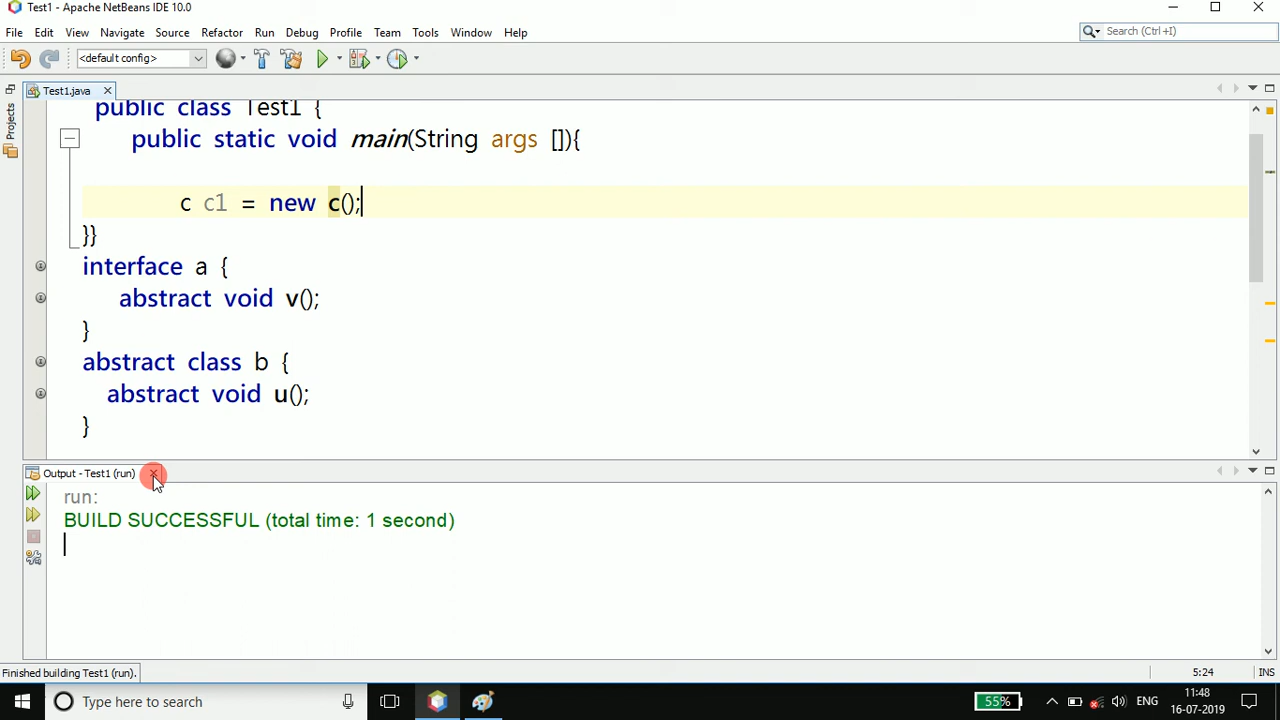 Test1 - Apache NetBeans IDE 10.0
File Edit View Navigate Source Refactor Run Debug Profile Team Tools Window Help
Search (Ctrl+I)
<default config>
Test1.java
Projects
public class Test1 {
public static void main(String args []){
c c1 = new c();
}}
interface a {
abstract void v();
}
abstract class b {
abstract void u();
}
Output - Test1 (run)
run:
BUILD SUCCESSFUL (total time: 1 second)
Finished building Test1 (run).
5:24
INS
Type here to search
55%
ENG
11:48
16-07-2019